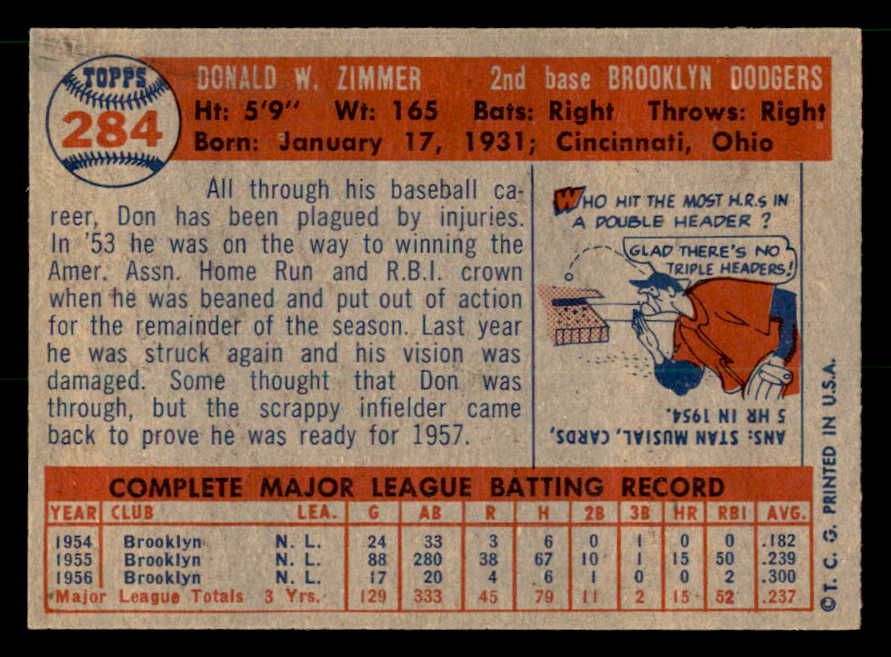 TOPPS
284
DONALD W. ZIMMER 2nd base BROOKLYN DODGERS
Ht: 5'9" Wt: 165 Bats: Right Throws: Right
Born: January 17, 1931; Cincinnati, Ohio
All through his baseball ca-
reer, Don has been plagued by injuries.
In '53 he was on the way to winning the
Amer. Assn. Home Run and R.B.I. crown
when he was beaned and put out of action
for the remainder of the season. Last year
he was struck again and his vision was
damaged. Some thought that Don was
through, but the scrappy infielder came
back to prove he was ready for 1957.
WHO HIT THE MOST H.R.s IN
A DOUBLE HEADER?
GLAD THERE'S NO
TRIPLE HEADERS!
ANS: STAN MUSIAL, CARDS,
5 HR IN 1954.
COMPLETE MAJOR LEAGUE BATTING RECORD
YEAR CLUB LEA. G AB R H 2B 3B HR RBI AVG.
1954 Brooklyn N. L. 24 33 3 6 0 1 0 0 .182
1955 Brooklyn N. L. 88 280 38 67 10 1 15 50 .239
1956 Brooklyn N. L. 17 20 4 6 1 0 0 2 .300
Major League Totals 3 Yrs. 129 333 45 79 11 2 15 52 .237
©T. C. G. PRINTED IN U.S.A.